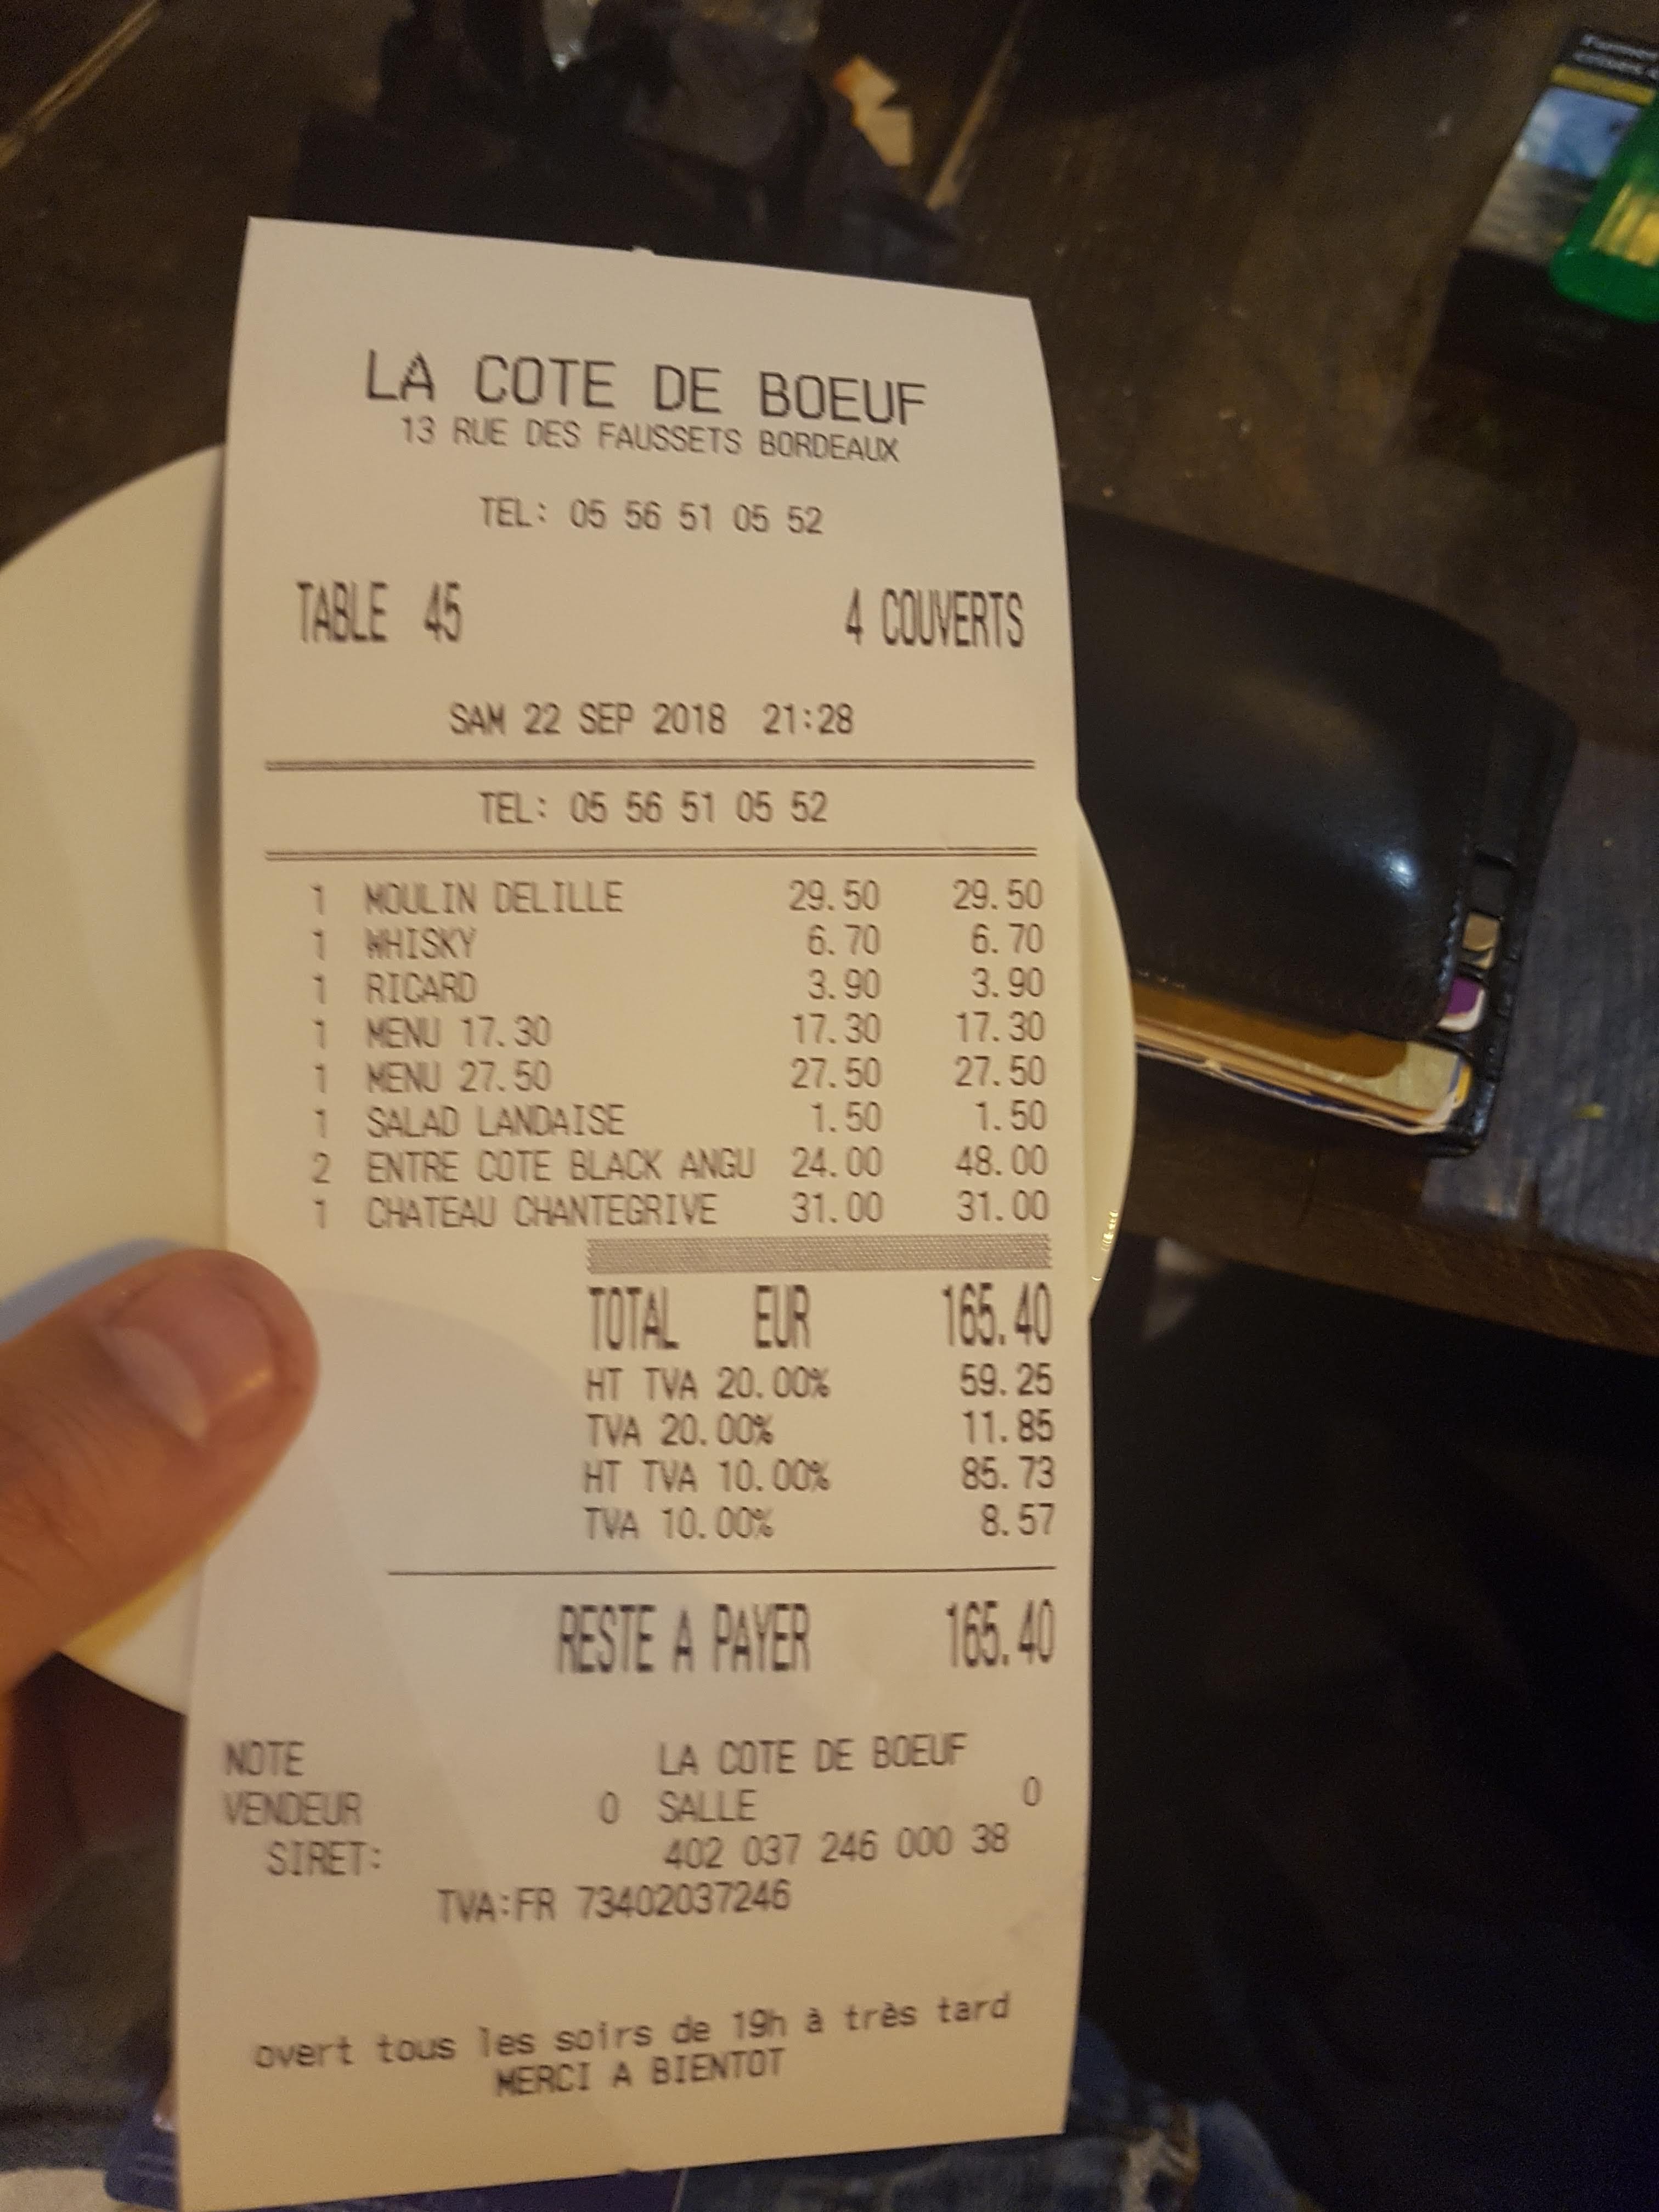 LA COTE DE BOEUF
13 RUE DES FAUSSETS BORDEAUX
TEL: 05 56 51 05 52
TABLE 45 4 COUVERTS
SAM 22 SEP 2018 21:28
TEL: 05 56 51 05 52
1 MOULIN DELILLE 29.50 29.50
1 WHISKY 6.70 6.70
1 RICARD 3.90 3.90
1 MENU 17.30 17.30 17.30
1 MENU 27.50 27.50 27.50
1 SALAD LANDAISE 1.50 1.50
2 ENTRE COTE BLACK ANGU 24.00 48.00
1 CHATEAU CHANTEGRIVE 31.00 31.00
TOTAL EUR 165.40
HT TVA 20.00% 59.25
TVA 20.00% 11.85
HT TVA 10.00% 85.73
TVA 10.00% 8.57
RESTE A PAYER 165.40
NOTE LA COTE DE BOEUF
VENDEUR 0 SALLE 0
SIRET: 402 037 246 000 38
TVA:FR 73402037246
overt tous les soirs de 19h à très tard
MERCI A BIENTOT